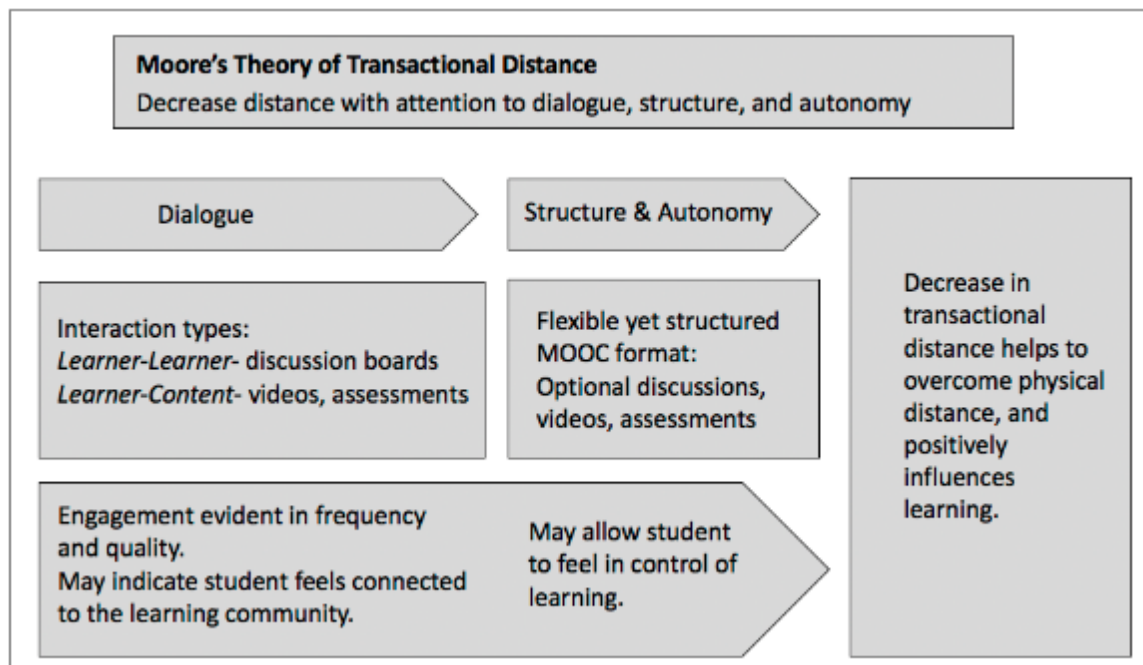 Moore’s Theory of Transactional Distance
Decrease distance with attention to dialogue, structure, and autonomy
Dialogue
Structure & Autonomy
Interaction types:
Learner-Learner- discussion boards
Learner-Content- videos, assessments
Flexible yet structured
MOOC format:
Optional discussions,
videos, assessments
Engagement evident in frequency
and quality.
May indicate student feels connected
to the learning community.
May allow student
to feel in control of
learning.
Decrease in
transactional
distance helps to
overcome physical
distance, and
positively
influences
learning.